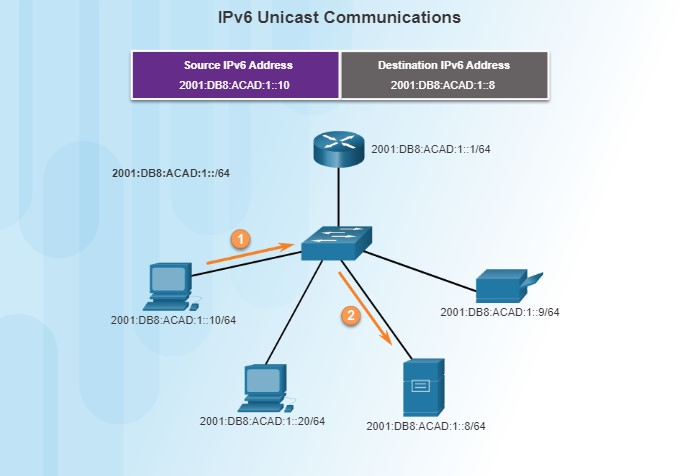 IPv6 Unicast Communications
Source IPv6 Address
2001:DB8:ACAD:1::10
Destination IPv6 Address
2001:DB8:ACAD:1::8
2001:DB8:ACAD:1::1/64
2001:DB8:ACAD:1::/64
1
2001:DB8:ACAD:1::10/64
2001:DB8:ACAD:1::9/64
2
2001:DB8:ACAD:1::20/64
2001:DB8:ACAD:1::8/64